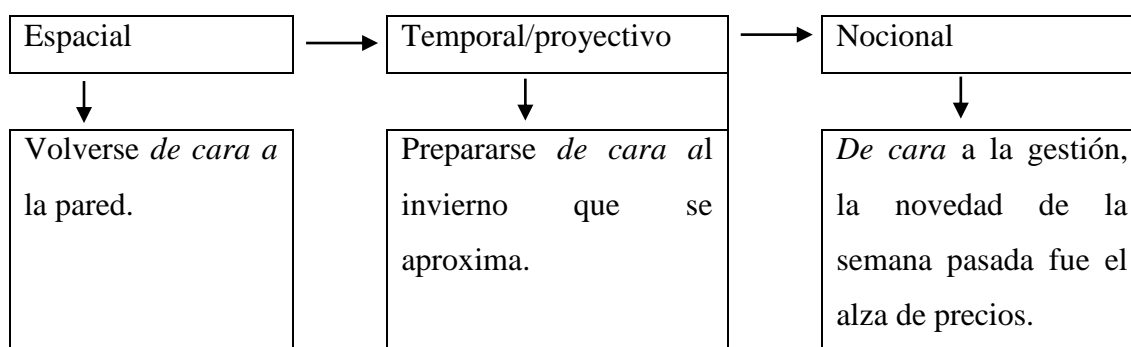 Espacial
Temporal/proyectivo
Nocional
Volverse de cara a
la pared.
Prepararse de cara al
invierno que se
aproxima.
De cara a la gestión,
la novedad de la
semana pasada fue el
alza de precios.